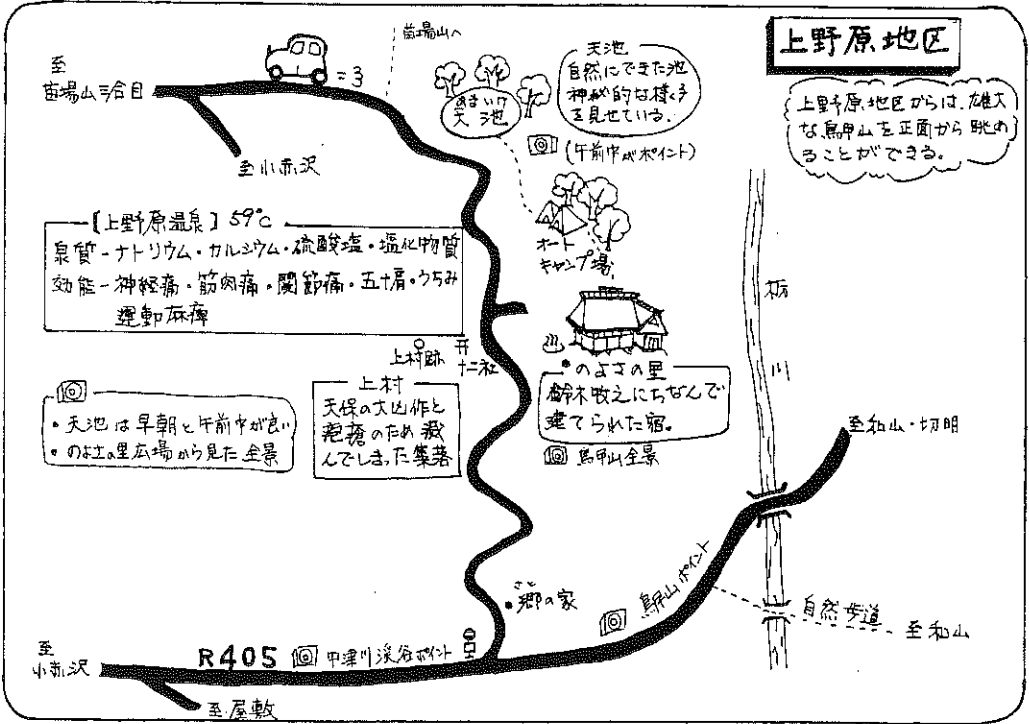 上野原地区
上野原地区からは、雄大
な鳥甲山を正面から眺め
ることができる。
苗場山へ
至
苗場山三合目
至小赤沢
あまいけ
天池
天池
自然にできた池
神秘的な様子
を見せている。
(午前中がポイント)
オート
キャンプ場
[上野原温泉] 59℃
泉質-ナトリウム・カルシウム・硫酸塩・塩化物質
効能-神経痛・筋肉痛・関節痛・五十肩・うちみ
運動麻痺
上村跡
十二社
・のよさの里
鈴木牧之にちなんで
建てられた宿。
鳥甲山全景
・天池は早朝と午前中が良い
・のよさの里広場から見た全景
上村
天保の大凶作と
疱瘡のため滅
んでしまった集落
栃
川
至和山・切明
さと
・郷の家
鳥甲山ポイント
自然歩道
至和山
至
小赤沢
R405
中津川渓谷ポイント
至屋敷